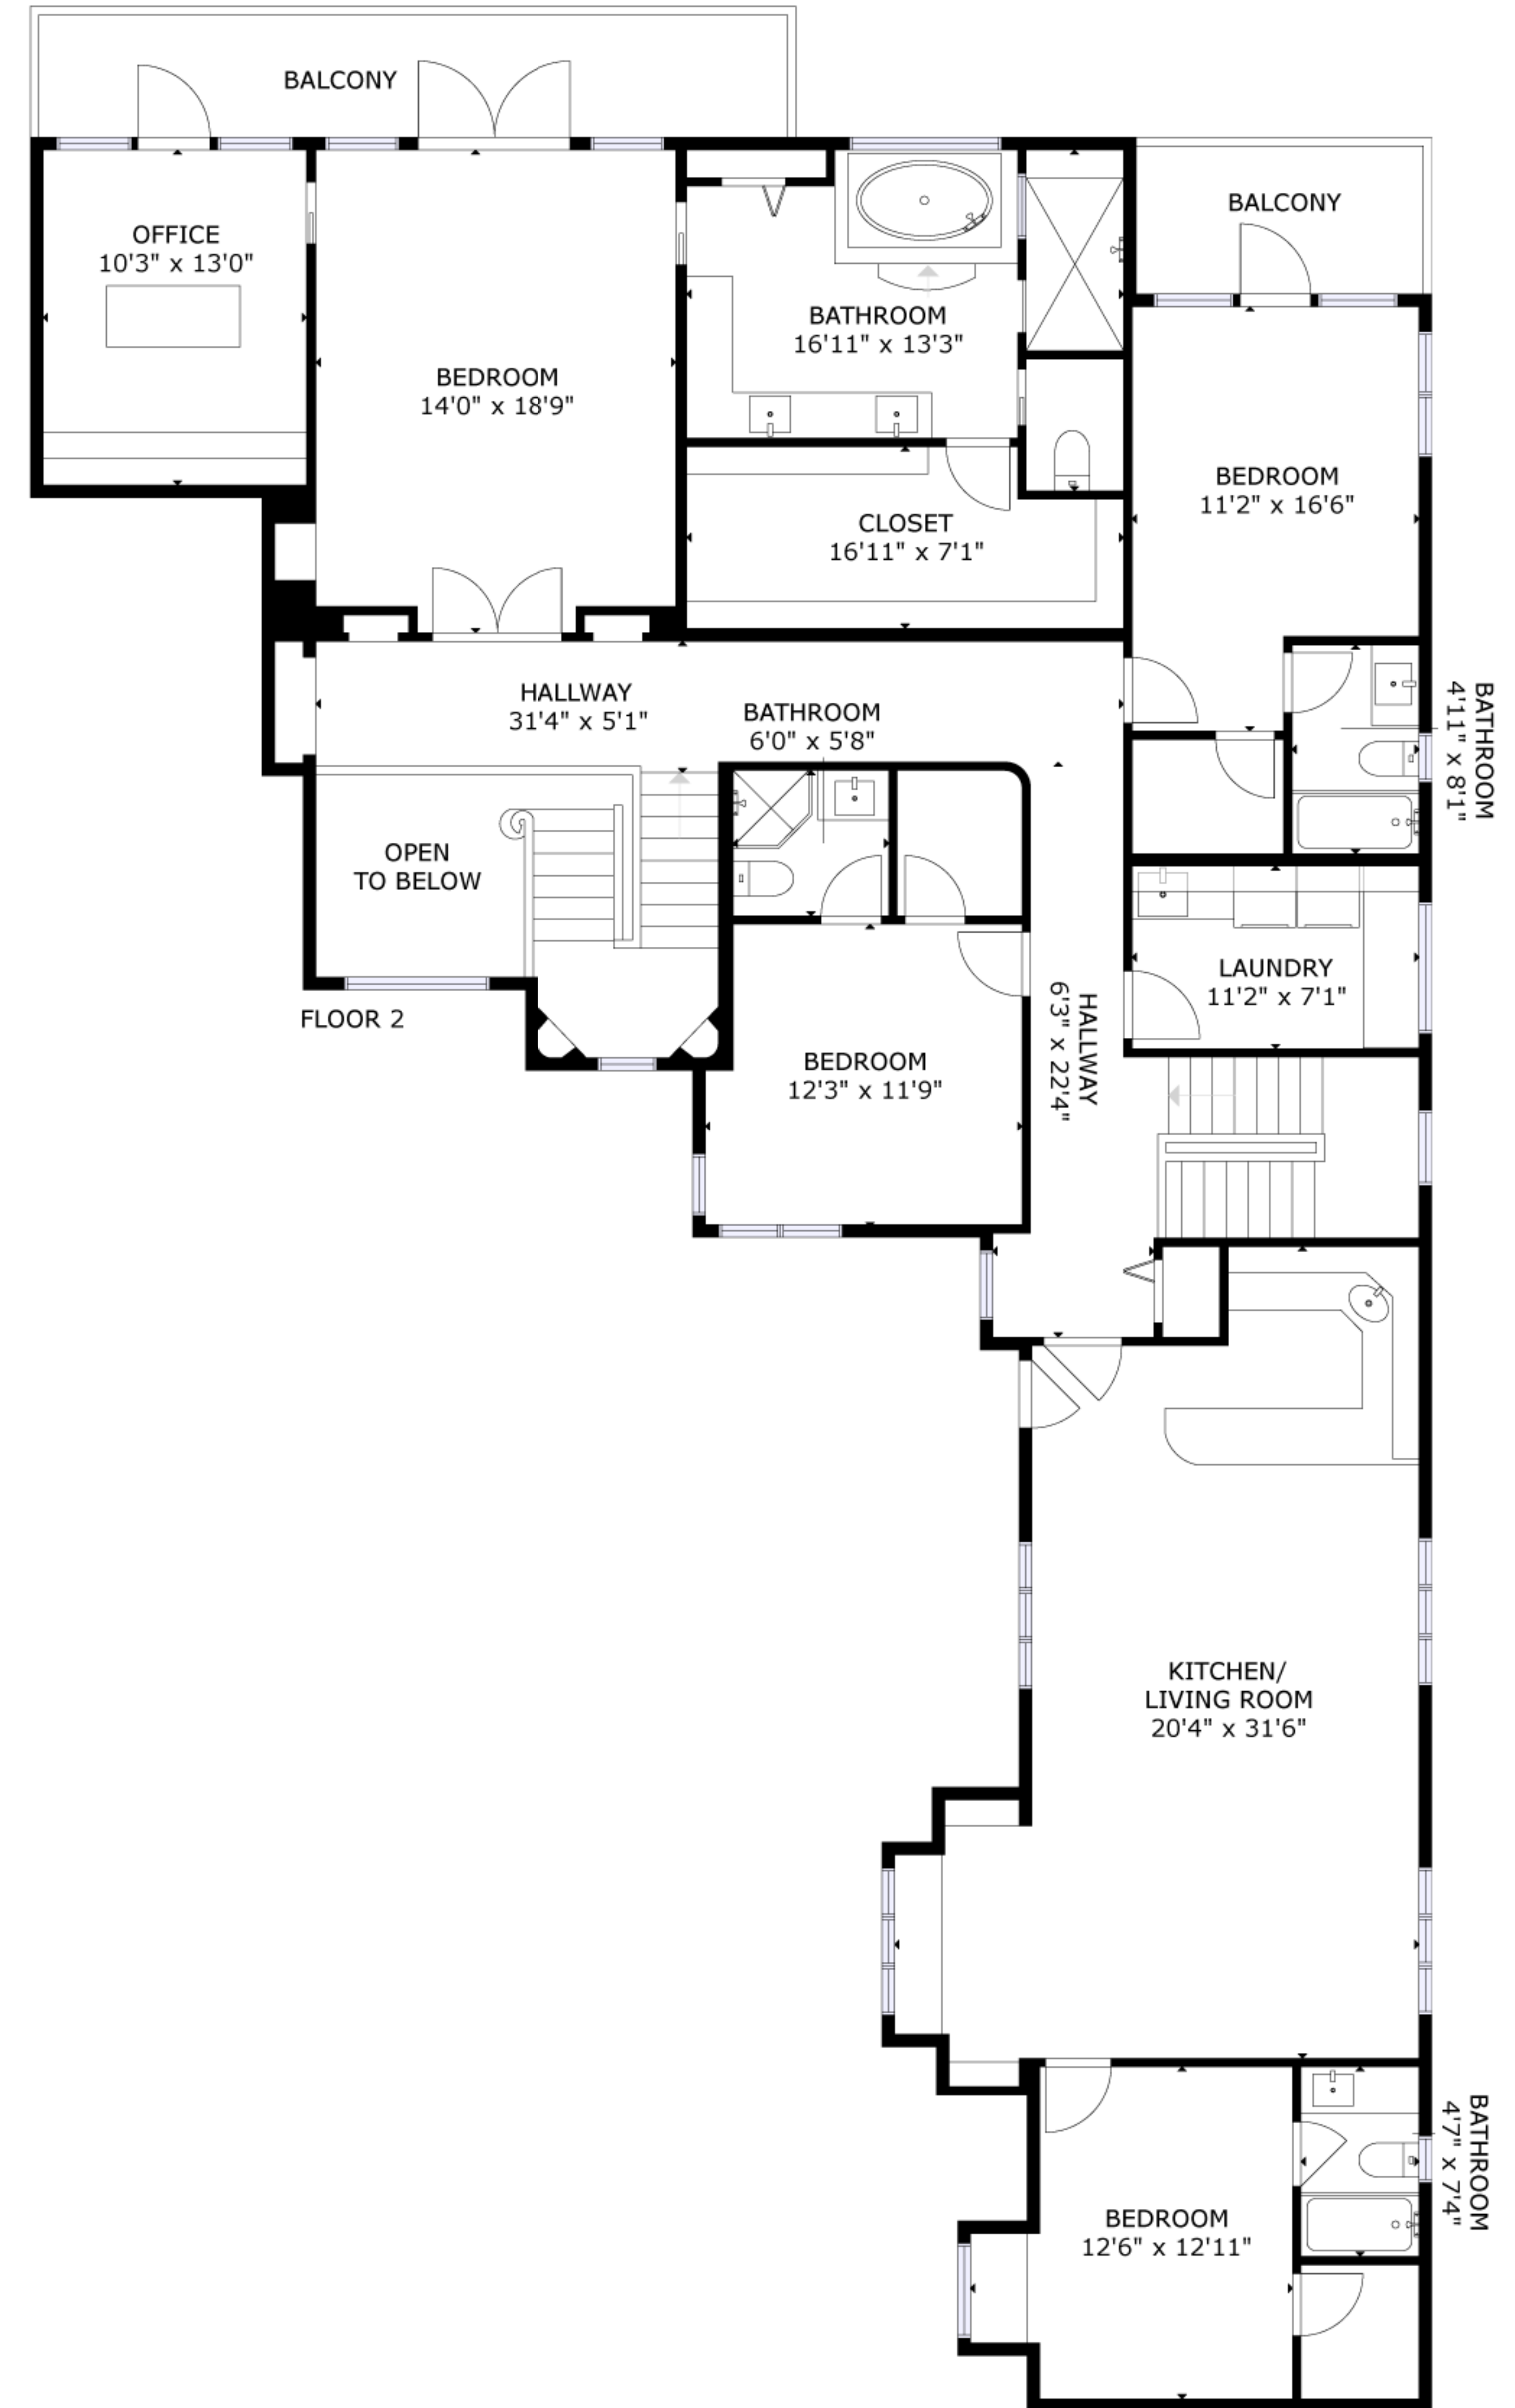 BALCONY
OFFICE
10'3" x 13'0"
BEDROOM
14'0" x 18'9"
BATHROOM
16'11" x 13'3"
BALCONY
BEDROOM
11'2" x 16'6"
CLOSET
16'11" x 7'1"
HALLWAY
31'4" x 5'1"
BATHROOM
6'0" x 5'8"
BATHROOM
4'11" x 8'1"
OPEN
TO BELOW
FLOOR 2
LAUNDRY
11'2" x 7'1"
HALLWAY
6'3" x 22'4"
BEDROOM
12'3" x 11'9"
KITCHEN/
LIVING ROOM
20'4" x 31'6"
BATHROOM
4'7" x 7'4"
BEDROOM
12'6" x 12'11"